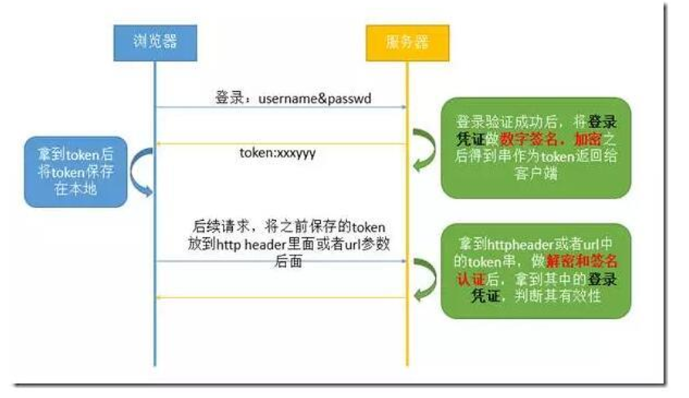 浏览器
服务器
登录：username&passwd
登录验证成功后，将登录
凭证做数字签名，加密之
后得到串作为token返回给
客户端
token:xxxyyy
拿到token后
将token保存
在本地
后续请求，将之前保存的token
放到http header里面或者url参数
后面
拿到httpheader或者url中
的token串，做解密和签名
认证后，拿到其中的登录
凭证，判断其有效性